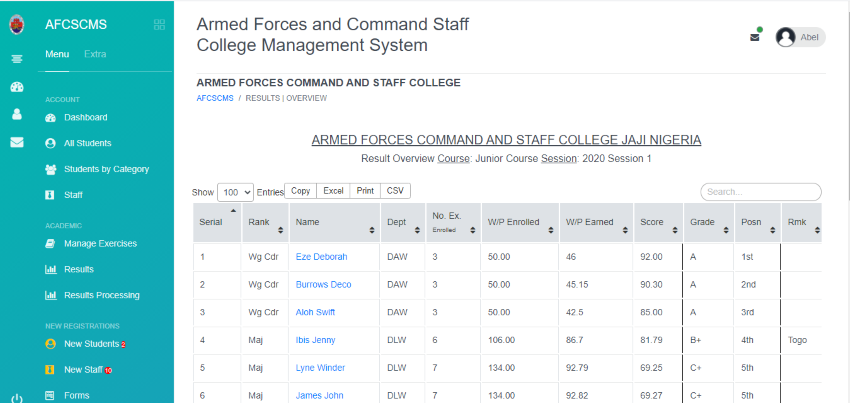 AFCSCMS
Menu Extra
ACCOUNT
Dashboard
All Students
Students by Category
Staff
ACADEMIC
Manage Exercises
Results
Results Processing
NEW REGISTRATIONS
New Students 2
New Staff 10
Forms
Armed Forces and Command Staff
College Management System
Abel
ARMED FORCES COMMAND AND STAFF COLLEGE
AFCSCMS / RESULTS | OVERVIEW
ARMED FORCES COMMAND AND STAFF COLLEGE JAJI NIGERIA
Result Overview Course: Junior Course Session: 2020 Session 1
Show 100 Entries Copy Excel Print CSV Search...
Serial Rank Name Dept No. Ex. Enrolled W/P Enrolled W/P Earned Score Grade Posn Rmk
1 Wg Cdr Eze Deborah DAW 3 50.00 46 92.00 A 1st
2 Wg Cdr Burrows Deco DAW 3 50.00 45.15 90.30 A 2nd
3 Wg Cdr Aloh Swift DAW 3 50.00 42.5 85.00 A 3rd
4 Maj Ibis Jenny DLW 6 106.00 86.7 81.79 B+ 4th Togo
5 Maj Lyne Winder DLW 7 134.00 92.79 69.25 C+ 5th
6 Maj James John DLW 7 134.00 92.82 69.27 C+ 5th